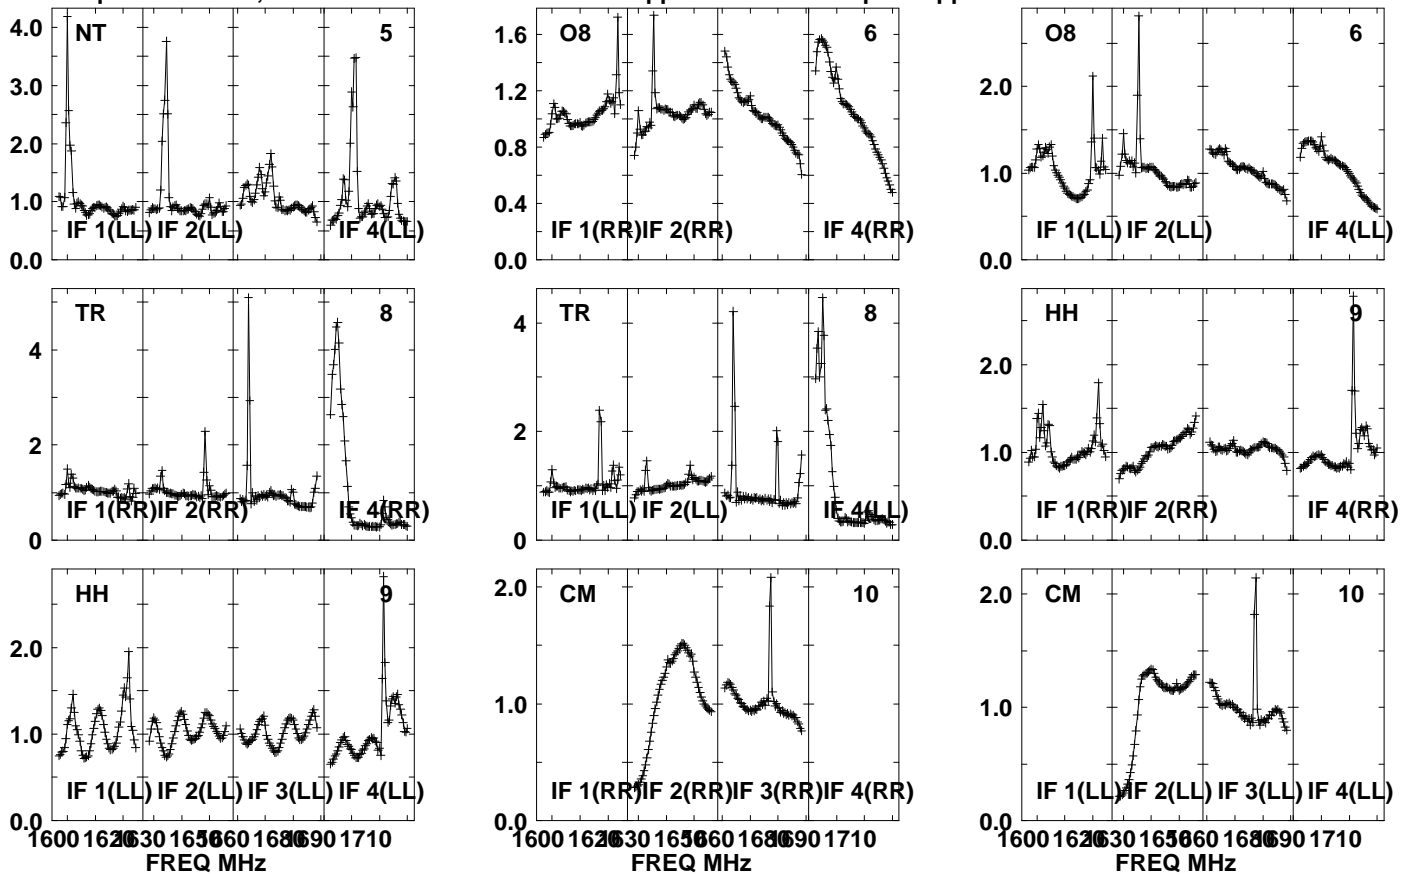 NT 5 O8 6 O8 6
4.0 1.6 2.0
3.0 1.2
2.0 0.8 1.0
1.0 0.4
IF 1(LL) IF 2(LL) IF 4(LL) IF 1(RR) IF 2(RR) IF 4(RR) IF 1(LL) IF 2(LL) IF 4(LL)
0.0 0.0 0.0
TR 8 TR 8 HH 9
4 4 2.0
2 2 1.0
IF 1(RR) IF 2(RR) IF 4(RR) IF 1(LL) IF 2(LL) IF 4(LL) IF 1(RR) IF 2(RR) IF 4(RR)
0 0 0.0
HH 9 CM 10 CM 10
2.0 2.0 2.0
1.0 1.0 1.0
IF 1(LL) IF 2(LL) IF 3(LL) IF 4(LL) IF 1(RR) IF 2(RR) IF 3(RR) IF 4(RR) IF 1(LL) IF 2(LL) IF 3(LL) IF 4(LL)
0.0 0.0 0.0
1600 1620 1630 1650 1660 1680 1690 1710 1600 1620 1630 1650 1660 1680 1690 1710 1600 1620 1630 1650 1660 1680 1690 1710
FREQ MHz FREQ MHz FREQ MHz